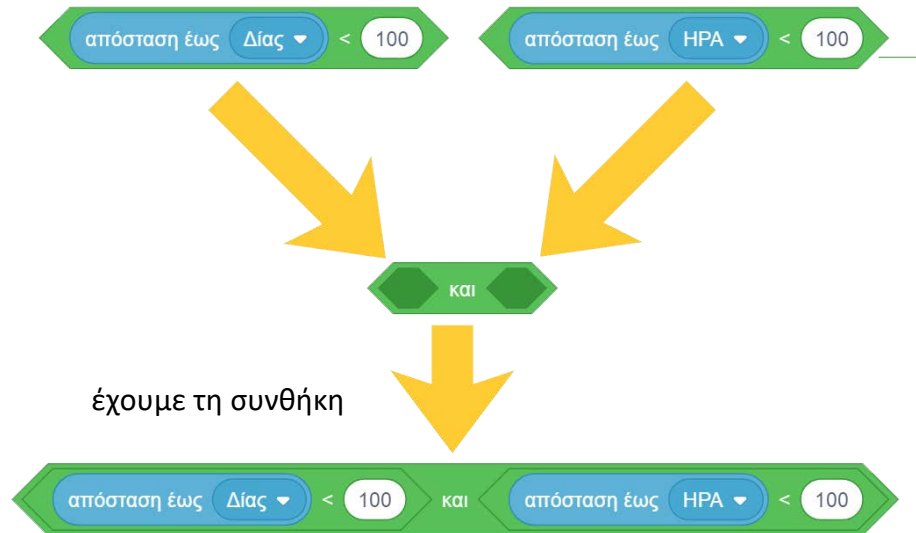 απόσταση έως Δίας < 100
απόσταση έως ΗΡΑ < 100
και
έχουμε τη συνθήκη
απόσταση έως Δίας < 100 και απόσταση έως ΗΡΑ < 100